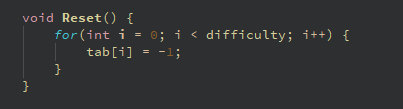 void Reset() {
    for(int i = 0; i < difficulty; i++) {
        tab[i] = -1;
    }
}